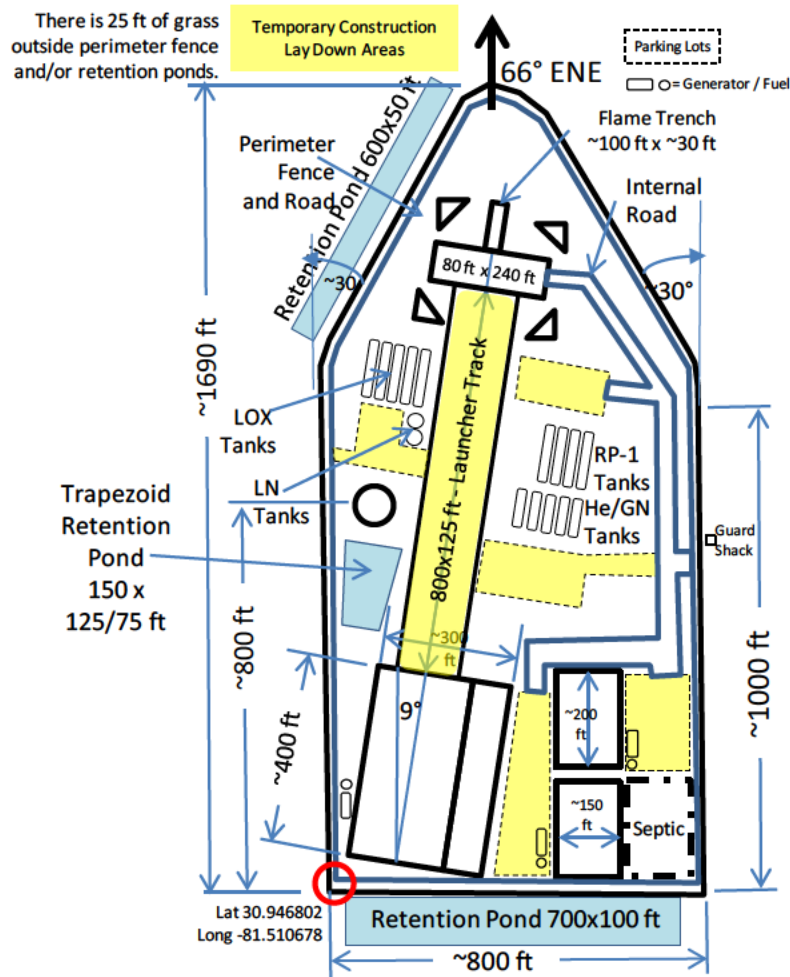 There is 25 ft of grass
outside perimeter fence
and/or retention ponds.
Temporary Construction
Lay Down Areas
66° ENE
Parking Lots
= Generator / Fuel
Flame Trench
~100 ft x ~30 ft
Perimeter
Fence
and Road
Retention Pond 600x50 ft
Internal
Road
~30
~30°
80 ft x 240 ft
~1690 ft
LOX
Tanks
LN
Tanks
800x125 ft - Launcher Track
RP-1
Tanks
He/GN
Tanks
Guard
Shack
Trapezoid
Retention
Pond
150 x
125/75 ft
~800 ft
~300
ft
~1000 ft
~400 ft
9°
~200
ft
~150
ft
Septic
Lat 30.946802
Long -81.510678
Retention Pond 700x100 ft
~800 ft